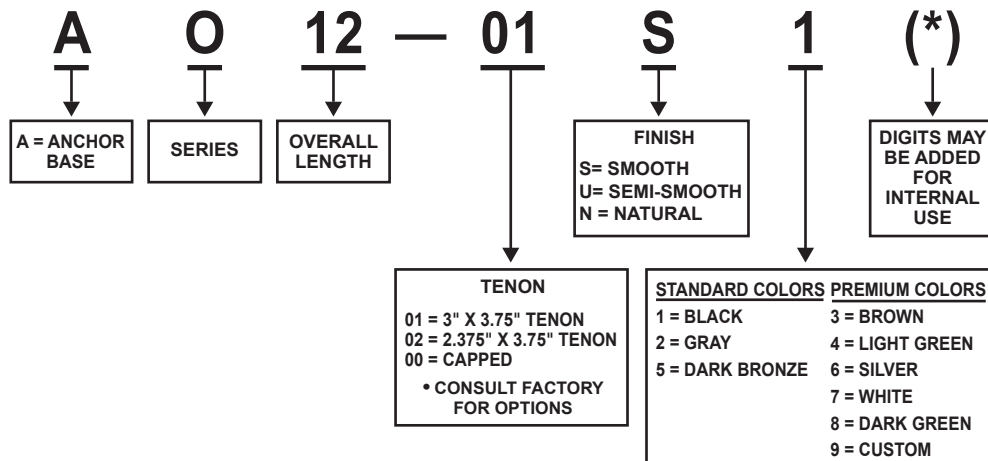 A O 12 — 01 S 1 (*)
A = ANCHOR
BASE
SERIES
OVERALL
LENGTH
FINISH
S= SMOOTH
U= SEMI-SMOOTH
N = NATURAL
DIGITS MAY
BE ADDED
FOR
INTERNAL
USE
TENON
01 = 3" X 3.75" TENON
02 = 2.375" X 3.75" TENON
00 = CAPPED
• CONSULT FACTORY
FOR OPTIONS
STANDARD COLORS
1 = BLACK
2 = GRAY
5 = DARK BRONZE
PREMIUM COLORS
3 = BROWN
4 = LIGHT GREEN
6 = SILVER
7 = WHITE
8 = DARK GREEN
9 = CUSTOM